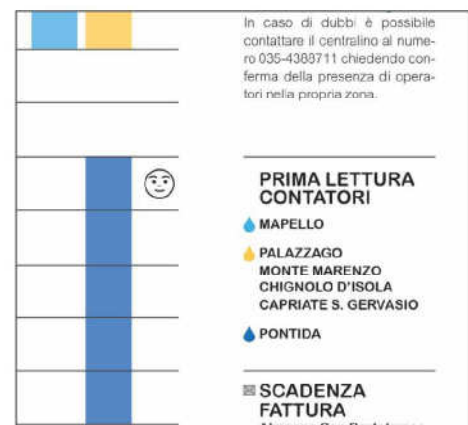 In caso di dubbi è possibile
contattare il centralino al nume-
ro 035-4388711 chiedendo con-
ferma della presenza di opera-
tori nella propria zona.
PRIMA LETTURA
CONTATORI
MAPELLO
PALAZZAGO
MONTE MARENZO
CHIGNOLO D'ISOLA
CAPRIATE S. GERVASIO
PONTIDA
SCADENZA
FATTURA